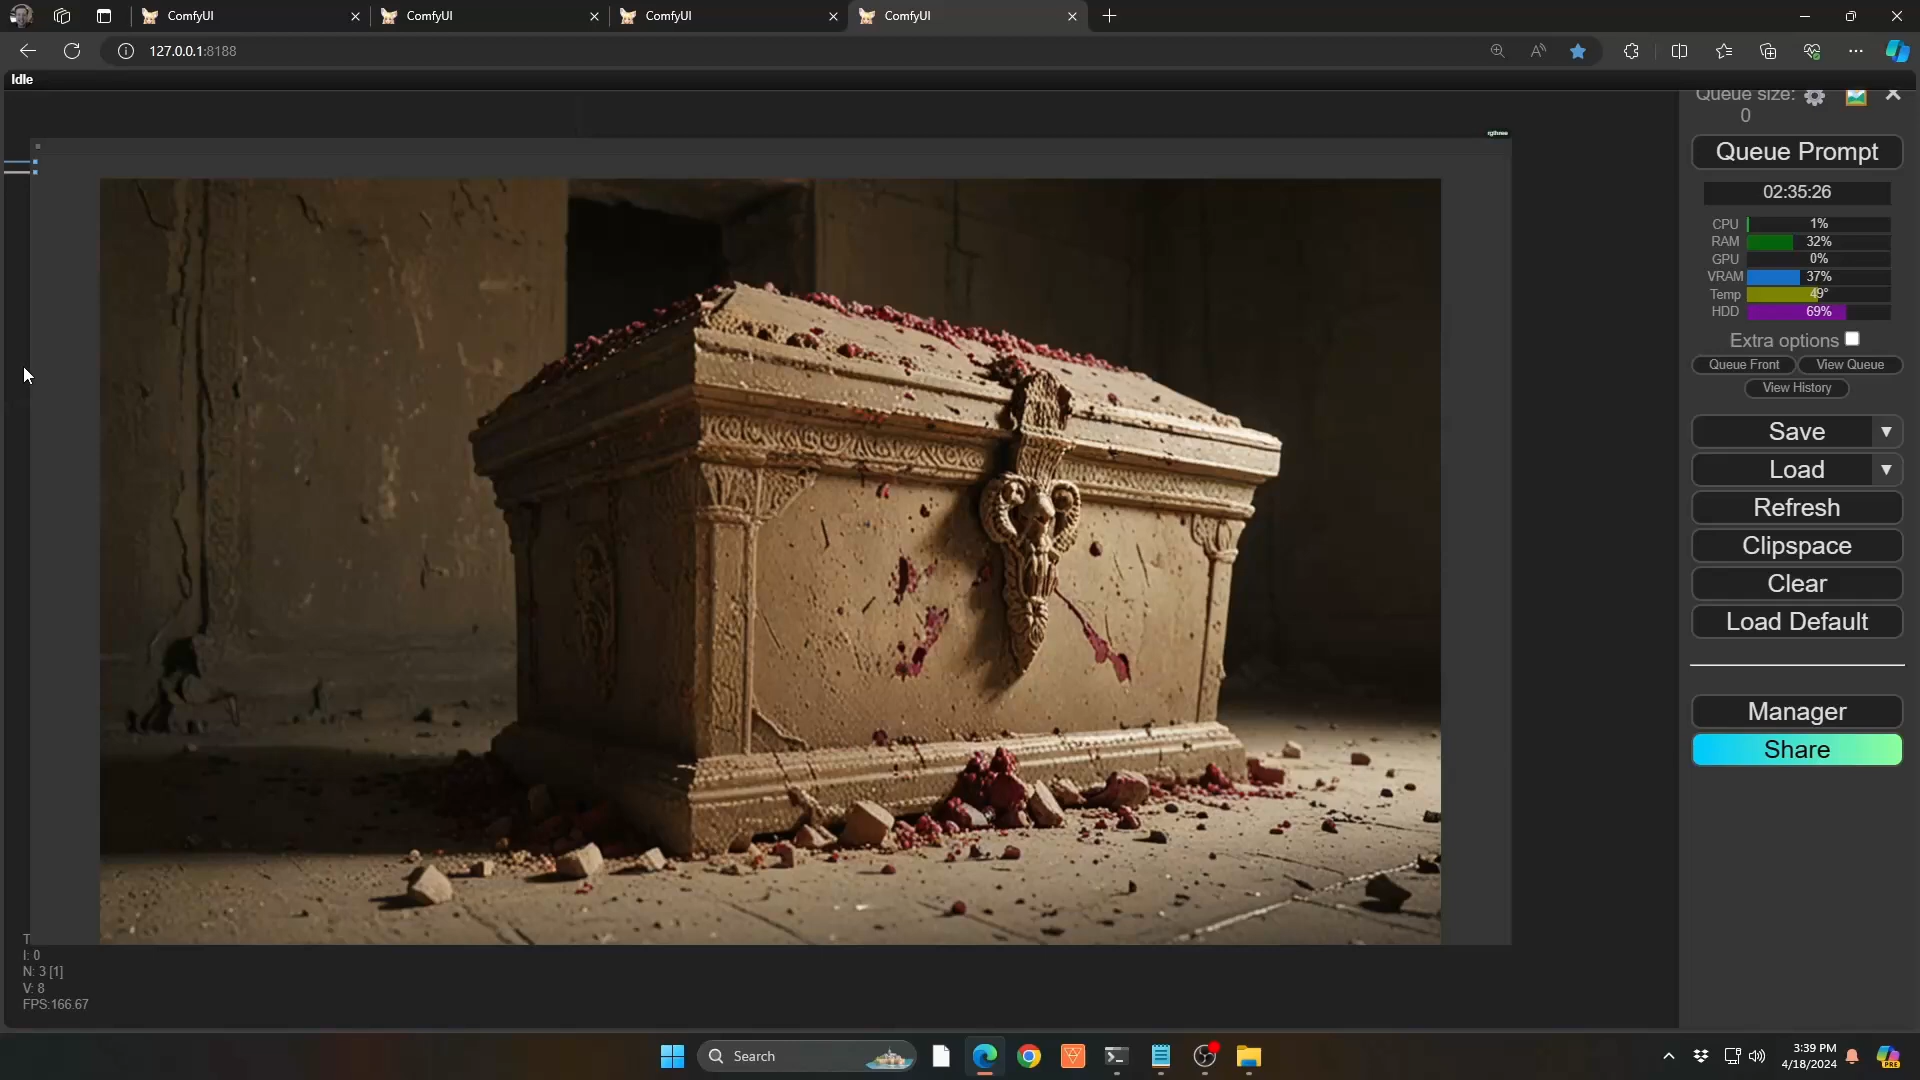 ComfyUI
ComfyUI
ComfyUI
ComfyUI
127.0.0.1:8188
Idle
rgthree
Queue size:
0
Queue Prompt
02:35:26
CPU 1%
RAM 32%
GPU 0%
VRAM 37%
Temp 49°
HDD 69%
Extra options
Queue Front View Queue
View History
Save
Load
Refresh
Clipspace
Clear
Load Default
Manager
Share
T
I: 0
N: 3 [1]
V: 8
FPS:166.67
Search
3:39 PM
4/18/2024
PRE